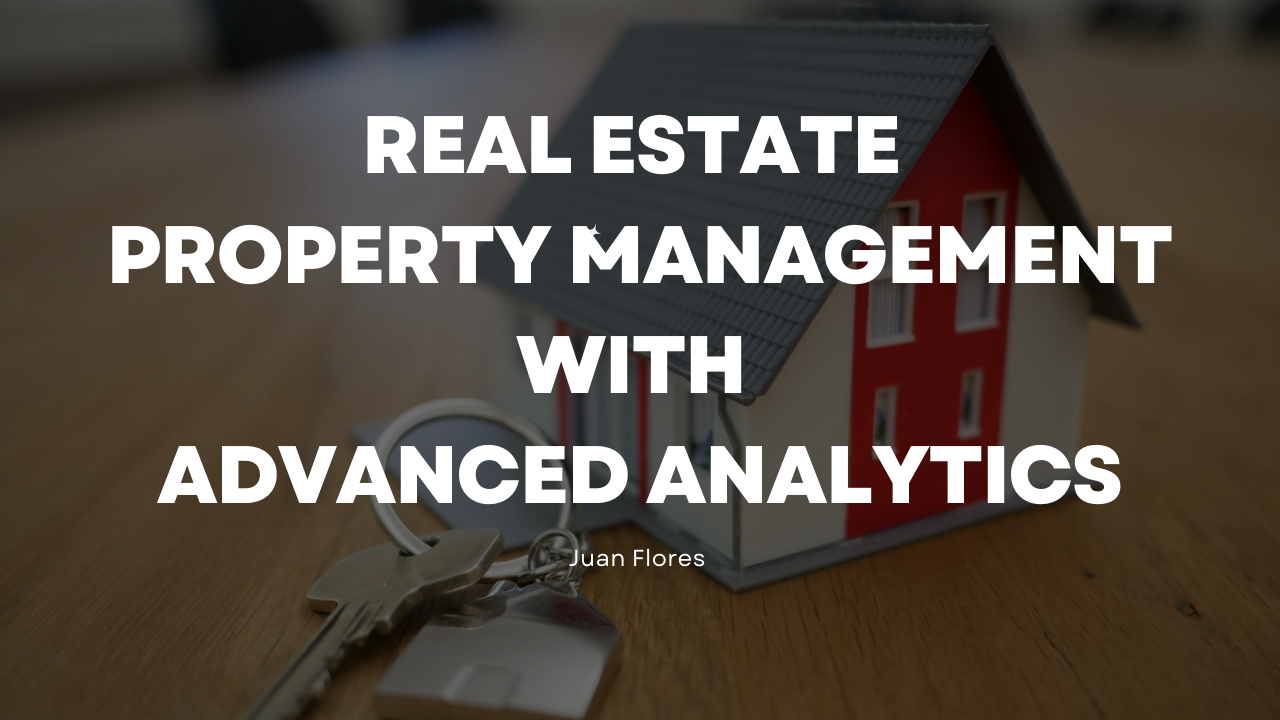 REAL ESTATE
PROPERTY MANAGEMENT
WITH
ADVANCED ANALYTICS
Juan Flores